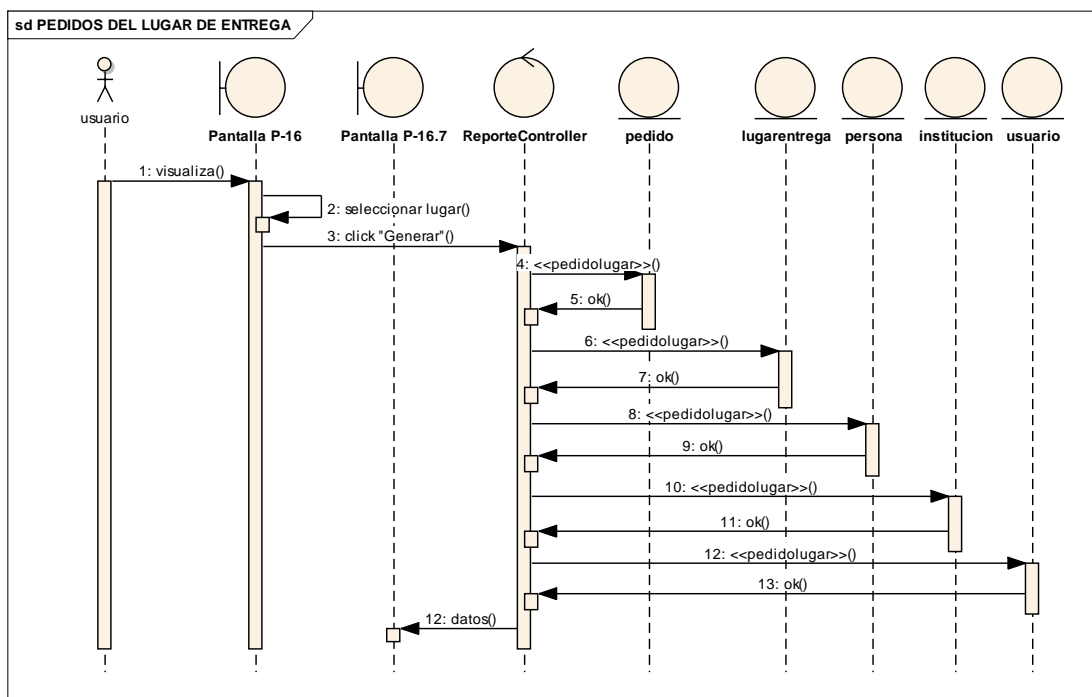 sd PEDIDOS DEL LUGAR DE ENTREGA
usuario
Pantalla P-16
Pantalla P-16.7
ReporteController
pedido
lugarentrega
persona
institucion
usuario
1: visualiza()
2: seleccionar lugar()
3: click "Generar"()
4: <<pedidolugar>>()
5: ok()
6: <<pedidolugar>>()
7: ok()
8: <<pedidolugar>>()
9: ok()
10: <<pedidolugar>>()
11: ok()
12: <<pedidolugar>>()
13: ok()
12: datos()